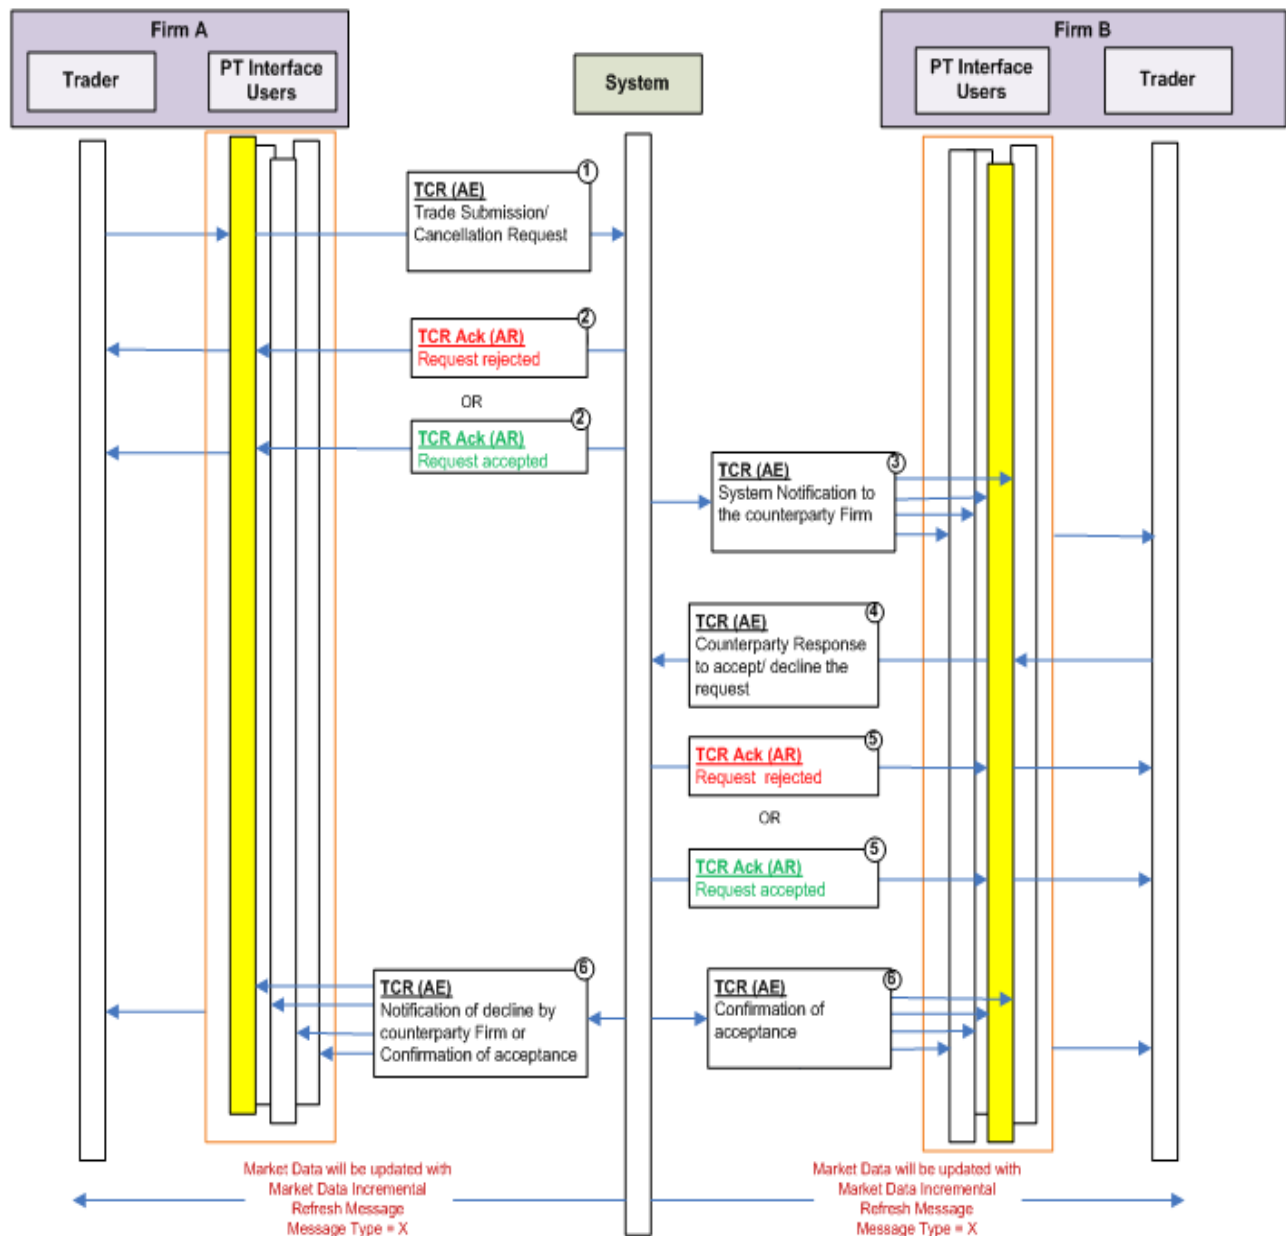 Firm A
Trader
PT Interface
Users
System
Firm B
PT Interface
Users
Trader
1
TCR (AE)
Trade Submission/
Cancellation Request
2
TCR Ack (AR)
Request rejected
OR
2
TCR Ack (AR)
Request accepted
3
TCR (AE)
System Notification to
the counterparty Firm
4
TCR (AE)
Counterparty Response
to accept/ decline the
request
5
TCR Ack (AR)
Request rejected
OR
5
TCR Ack (AR)
Request accepted
6
TCR (AE)
Notification of decline by
counterparty Firm or
Confirmation of acceptance
6
TCR (AE)
Confirmation of
acceptance
Market Data will be updated with
Market Data Incremental
Refresh Message
Message Type = X
Market Data will be updated with
Market Data Incremental
Refresh Message
Message Type = X